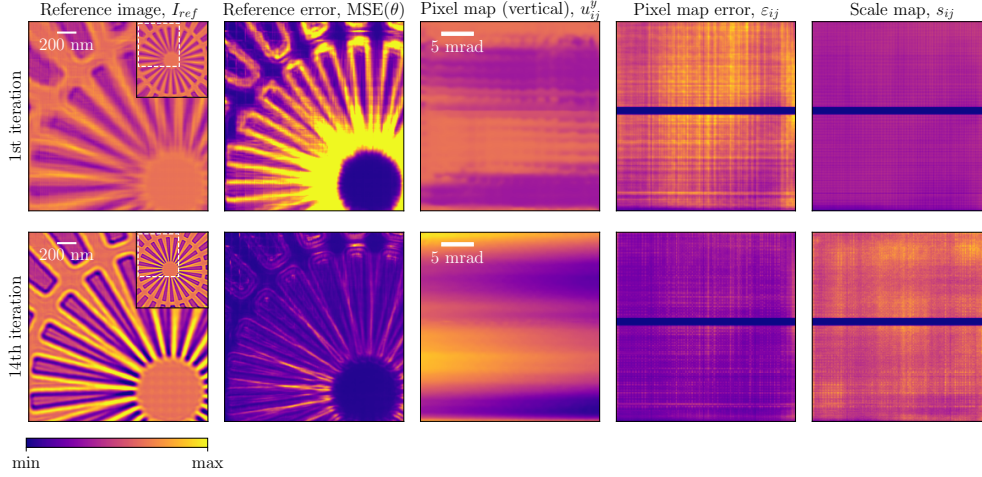 Reference image, I_ref
Reference error, MSE(θ)
Pixel map (vertical), u^y_ij
Pixel map error, ε_ij
Scale map, s_ij
1st iteration
200 nm
5 mrad
14th iteration
200 nm
5 mrad
min
max